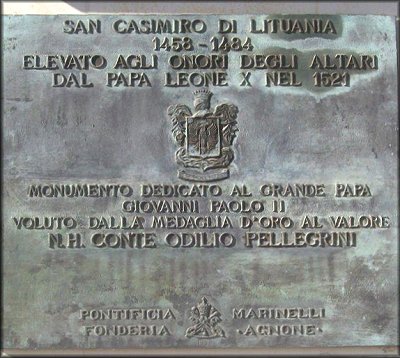 SAN CASIMIRO DI LITUANIA
1458-1484
ELEVATO AGLI ONORI DEGLI ALTARI
DAL PAPA LEONE X NEL 1521
MONUMENTO DEDICATO AL GRANDE PAPA
GIOVANNI PAOLO II
VOLUTO DALLA MEDAGLIA D'ORO AL VALORE
N.H. CONTE ODILIO PELLEGRINI
PONTIFICIA MARINELLI
FONDERIA •AGNONE•